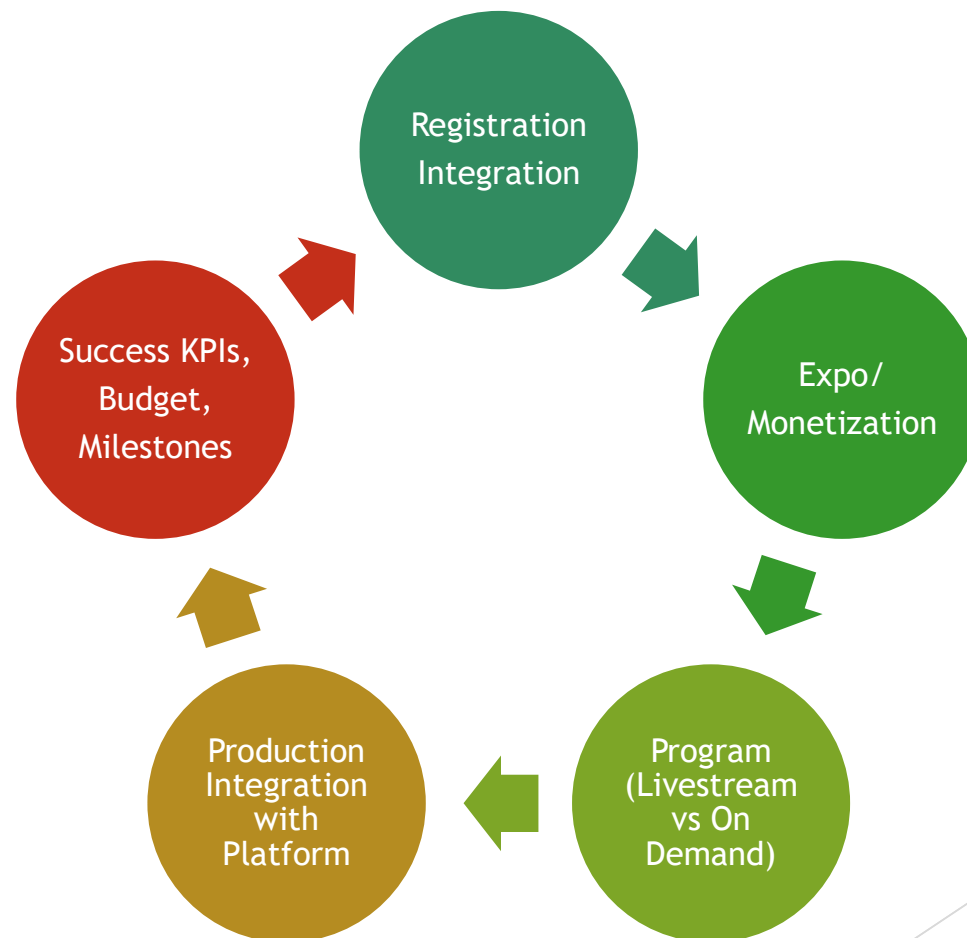 Registration
Integration
Expo/
Monetization
Program
(Livestream
vs On
Demand)
Production
Integration
with
Platform
Success KPIs,
Budget,
Milestones